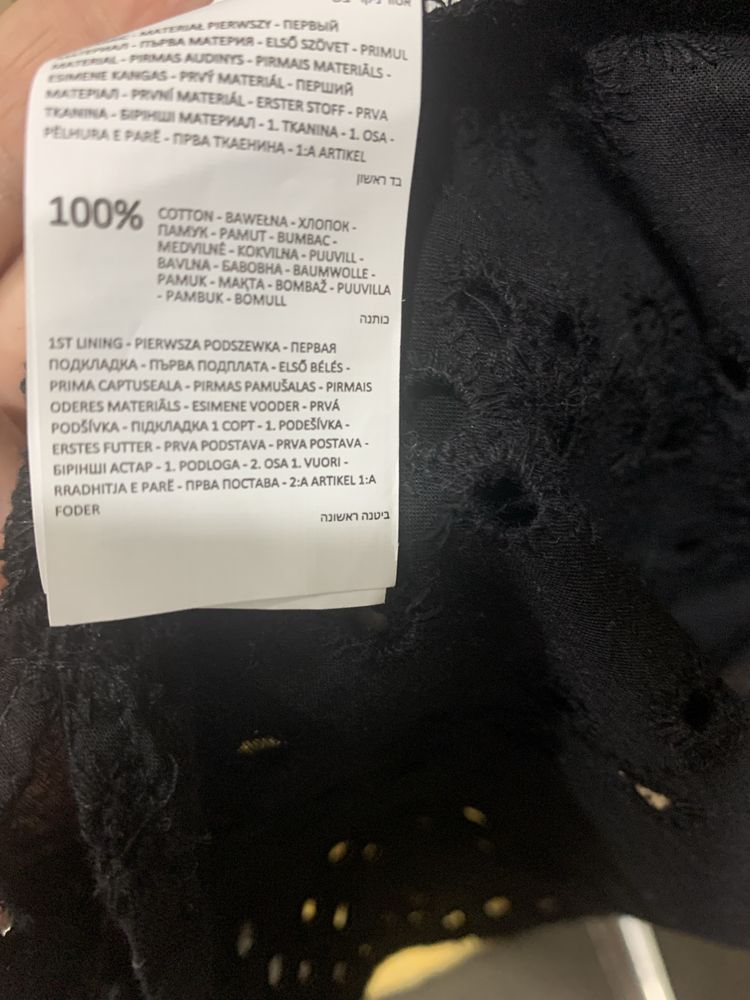 MATERIAŁ PIERWSZY - ПЕРВЫЙ
МАТЕРИАЛ - ПЪРВА МАТЕРИЯ - ELSŐ SZÖVET - PRIMUL
MATERIAL - PIRMAS AUDINYS - PIRMAIS MATERIĀLS -
ESIMENE KANGAS - PRVÝ MATERIÁL - ПЕРШИЙ
МАТЕРІАЛ - PRVNÍ MATERIÁL - ERSTER STOFF - PRVA
TKANINA - БІРІНШІ МАТЕРИАЛ - 1. TKANINA - 1. OSA -
PËLHURA E PARË - ПРВА ТКАЕНИНА - 1:A ARTIKEL
בד ראשון
100% COTTON - BAWEŁNA - ХЛОПОК -
ПАМУК - PAMUT - BUMBAC -
MEDVILNĖ - KOKVILNA - PUUVILL -
BAVLNA - БАВОВНА - BAUMWOLLE -
PAMUK - МАҚТА - BOMBAŽ - PUUVILLA
- PAMBUK - BOMULL
כותנה
1ST LINING - PIERWSZA PODSZEWKA - ПЕРВАЯ
ПОДКЛАДКА - ПЪРВА ПОДПЛАТА - ELSŐ BÉLÉS -
PRIMA CAPTUSEALA - PIRMAS PAMUŠALAS - PIRMAIS
ODERES MATERIĀLS - ESIMENE VOODER - PRVÁ
PODŠÍVKA - ПІДКЛАДКА 1 СОРТ - 1. PODEŠÍVKA -
ERSTES FUTTER - PRVA PODSTAVA - PRVA POSTAVA -
БІРІНШІ АСТАР - 1. PODLOGA - 2. OSA 1. VUORI -
RRADHITJA E PARË - ПРВА ПОСТАВА - 2:A ARTIKEL 1:A
FODER
ביטנה ראשונה